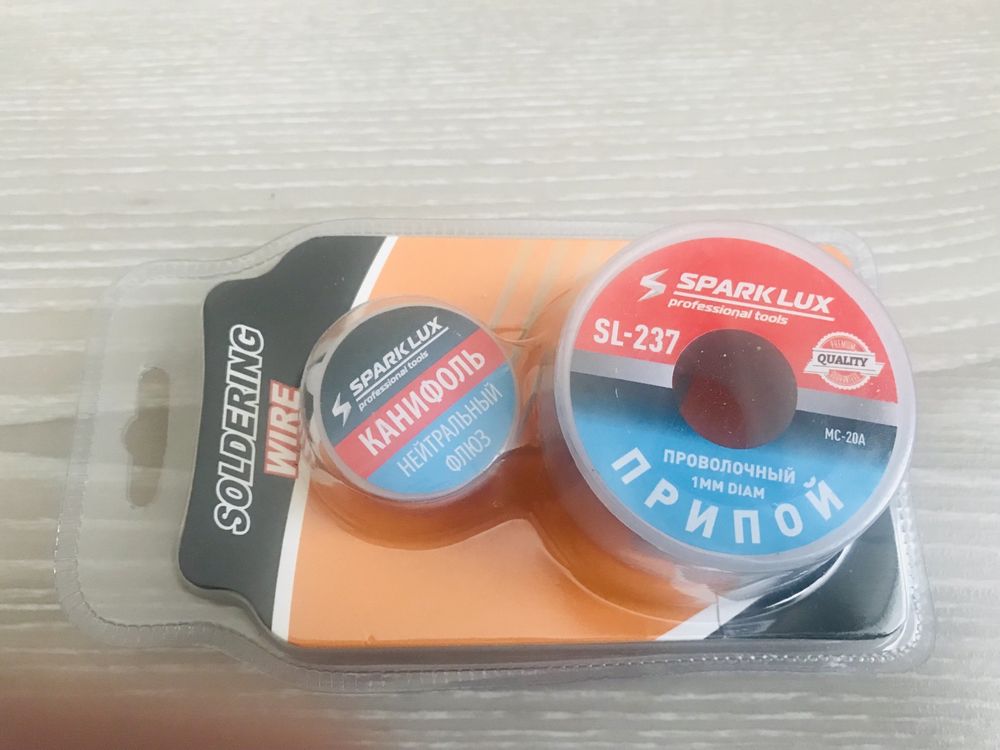 SOLDERING
WIRE
SPARK LUX
professional tools
КАНИФОЛЬ
НЕЙТРАЛЬНЫЙ
ФЛЮЗ
SPARK LUX
professional tools
SL-237
PREMIUM
QUALITY
MC-20A
ПРОВОЛОЧНЫЙ
1MM DIAM
ПРИПОЙ